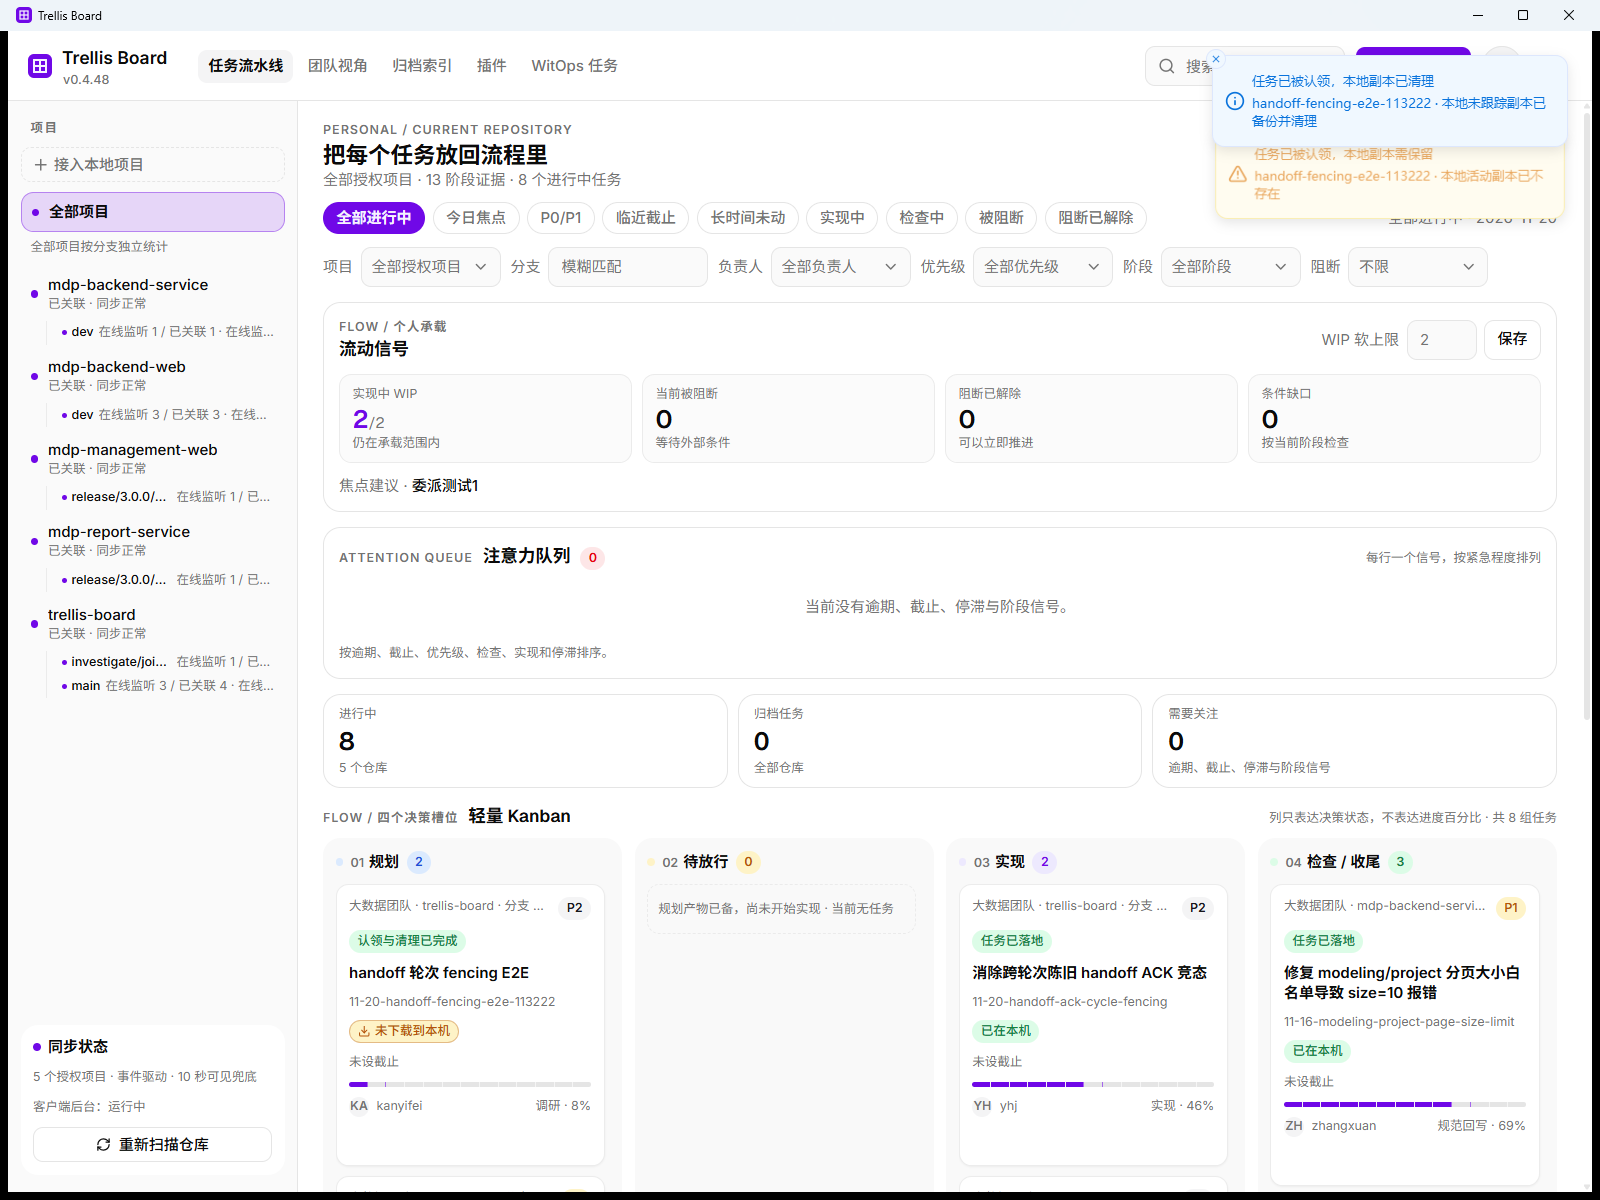 Trellis Board
Trellis Board
v0.4.48
任务流水线
团队视角
归档索引
插件
WitOps 任务
任务已被认领，本地副本已清理
handoff-fencing-e2e-113222 · 本地未跟踪副本已
备份并清理
任务已被认领，本地副本需保留
handoff-fencing-e2e-113222 · 本地活动副本已不
存在
项目
接入本地项目
全部项目
全部项目按分支独立统计
mdp-backend-service
已关联 · 同步正常
dev 在线监听 1 / 已关联 1 · 在线监...
mdp-backend-web
已关联 · 同步正常
dev 在线监听 3 / 已关联 3 · 在线...
mdp-management-web
已关联 · 同步正常
release/3.0.0/... 在线监听 1 / 已...
mdp-report-service
已关联 · 同步正常
release/3.0.0/... 在线监听 1 / 已...
trellis-board
已关联 · 同步正常
investigate/joi... 在线监听 1 / 已...
main 在线监听 3 / 已关联 4 · 在线...
同步状态
5 个授权项目 · 事件驱动 · 10 秒可见兜底
客户端后台：运行中
重新扫描仓库
PERSONAL / CURRENT REPOSITORY
把每个任务放回流程里
全部授权项目 · 13 阶段证据 · 8 个进行中任务
全部进行中
今日焦点
P0/P1
临近截止
长时间未动
实现中
检查中
被阻断
阻断已解除
项目 全部授权项目
分支 模糊匹配
负责人 全部负责人
优先级 全部优先级
阶段 全部阶段
阻断 不限
FLOW / 个人承载
流动信号
WIP 软上限 2 保存
实现中 WIP
2/2
仍在承载范围内
当前被阻断
0
等待外部条件
阻断已解除
0
可以立即推进
条件缺口
0
按当前阶段检查
焦点建议 · 委派测试1
ATTENTION QUEUE 注意力队列 0
每行一个信号，按紧急程度排列
当前没有逾期、截止、停滞与阶段信号。
按逾期、截止、优先级、检查、实现和停滞排序。
进行中
8
5 个仓库
归档任务
0
全部仓库
需要关注
0
逾期、截止、停滞与阶段信号
FLOW / 四个决策槽位 轻量 Kanban
列只表达决策状态，不表达进度百分比 · 共 8 组任务
01 规划 2
大数据团队 · trellis-board · 分支 ... P2
认领与清理已完成
handoff 轮次 fencing E2E
11-20-handoff-fencing-e2e-113222
未下载到本机
未设截止
KA kanyifei 调研 · 8%
02 待放行 0
规划产物已备，尚未开始实现 · 当前无任务
03 实现 2
大数据团队 · trellis-board · 分支 ... P2
任务已落地
消除跨轮次陈旧 handoff ACK 竞态
11-20-handoff-ack-cycle-fencing
已在本机
未设截止
YH yhj 实现 · 46%
04 检查 / 收尾 3
大数据团队 · mdp-backend-servi... P1
任务已落地
修复 modeling/project 分页大小白
名单导致 size=10 报错
11-16-modeling-project-page-size-limit
已在本机
未设截止
ZH zhangxuan 规范回写 · 69%